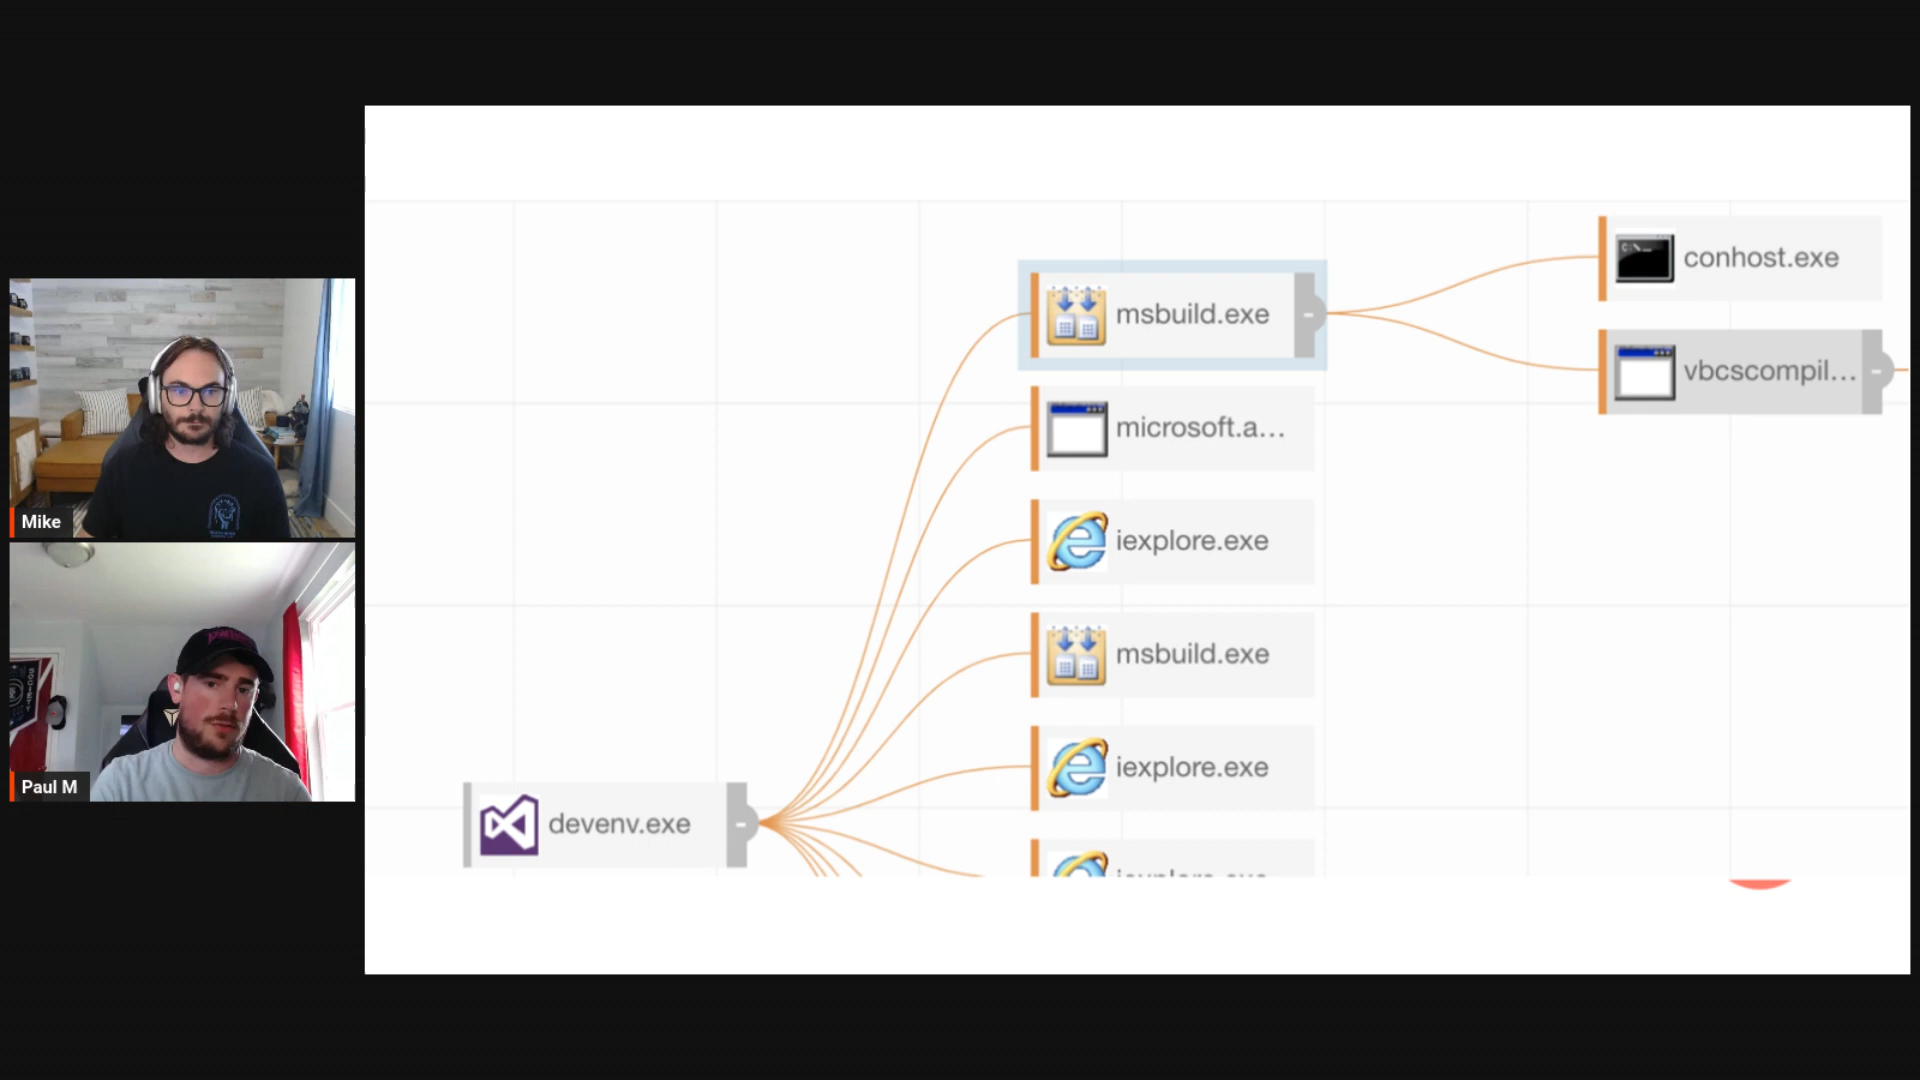 Mike
Paul M
conhost.exe
msbuild.exe
vbcscompil...
microsoft.a...
iexplore.exe
msbuild.exe
iexplore.exe
devenv.exe